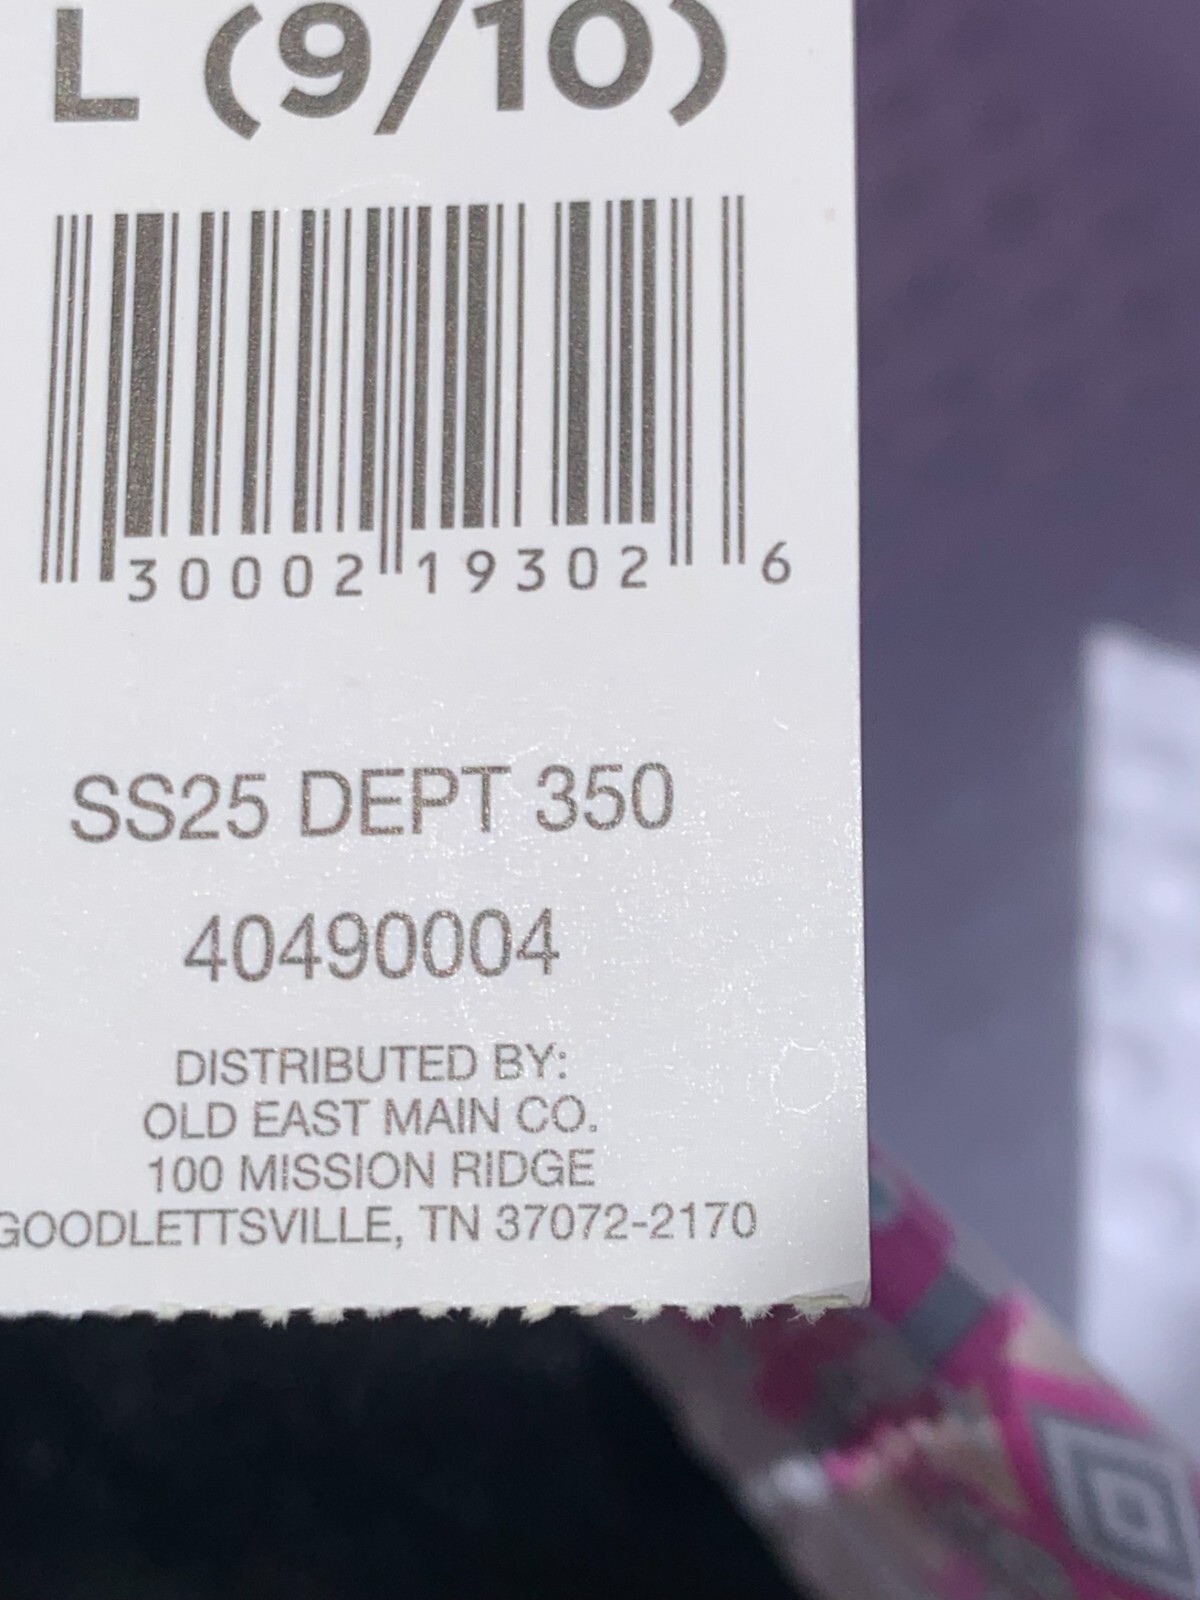 L (9/10)
30002 19302 6
SS25 DEPT 350
40490004
DISTRIBUTED BY:
OLD EAST MAIN CO.
100 MISSION RIDGE
GOODLETTSVILLE, TN 37072-2170